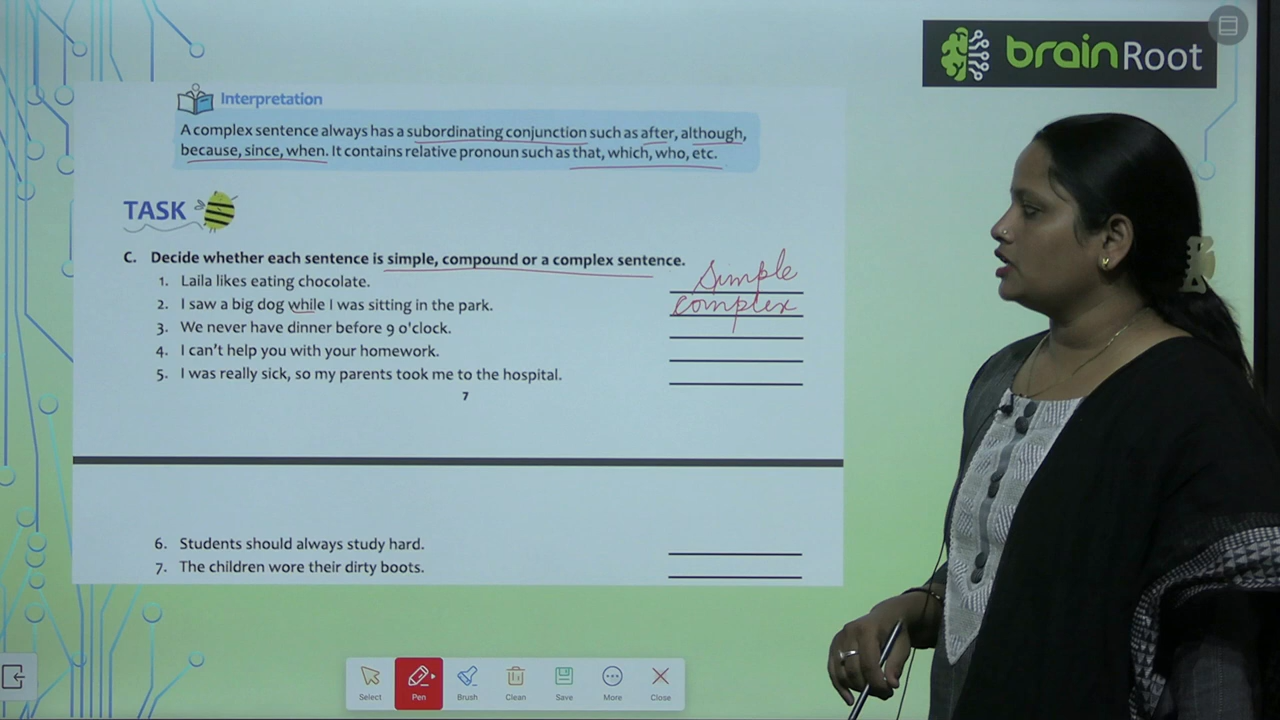 brainRoot
Interpretation
A complex sentence always has a subordinating conjunction such as after, although,
because, since, when. It contains relative pronoun such as that, which, who, etc.
TASK
C. Decide whether each sentence is simple, compound or a complex sentence.
1. Laila likes eating chocolate. Simple
2. I saw a big dog while I was sitting in the park. complex
3. We never have dinner before 9 o'clock.
4. I can't help you with your homework.
5. I was really sick, so my parents took me to the hospital.
7
6. Students should always study hard.
7. The children wore their dirty boots.
Select Pen Brush Clean Save More Close